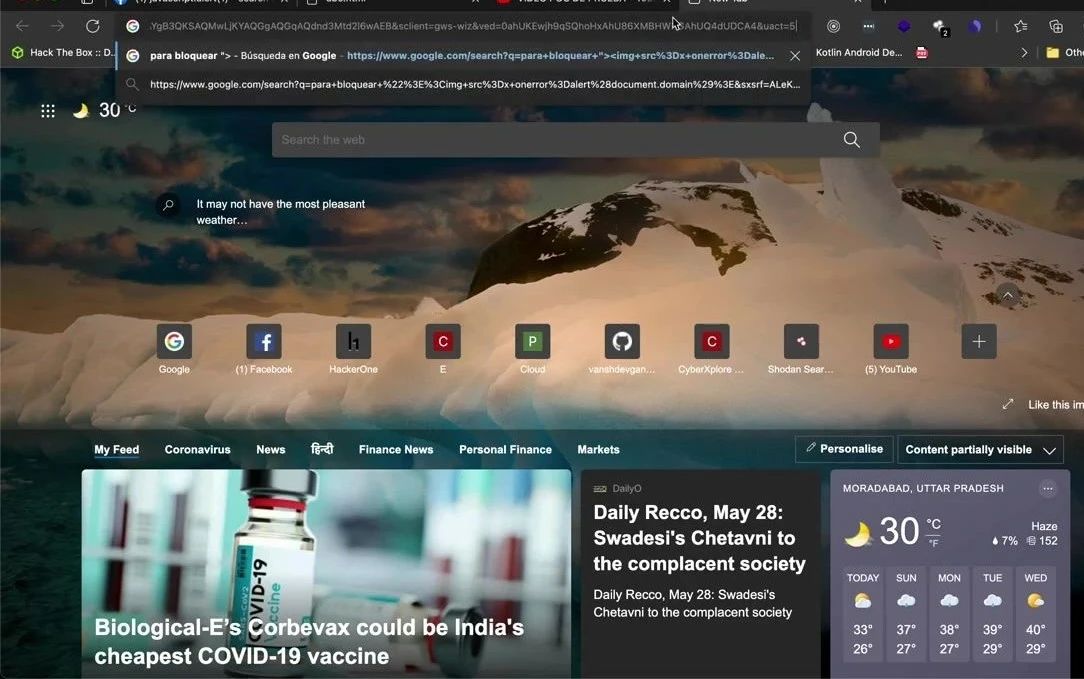 .YgB3QKSAQMwLjKYAQGgAQGgAQdnd3Mtd2l6wAEB&sclient=gws-wiz&ved=0ahUKEwjh9qSQhoHxAhU86XMBHW
AhUQ4dUDCA4&uact=5
2
Hack The Box :: D...
Kotlin Android De...
para bloquear "> - Búsqueda en Google - https://www.google.com/search?q=para+bloquear+"><img+src%3Dx+onerror%3Dale...
https://www.google.com/search?q=para+bloquear+%22%3E%3Cimg+src%3Dx+onerror%3Dalert%28document.domain%29%3E&sxsrf=ALeK...
30 °C
Search the web
It may not have the most pleasant
weather...
Google
(1) Facebook
HackerOne
E
Cloud
vanshdevgan...
CyberXplore ...
Shodan Sear...
(5) YouTube
Like this im
My Feed
Coronavirus
News
हिन्दी
Finance News
Personal Finance
Markets
Personalise
Content partially visible
COVID-19
Vaccine
Biological-E's Corbevax could be India's
cheapest COVID-19 vaccine
DailyO
Daily Recco, May 28:
Swadesi's Chetavni to
the complacent society
Daily Recco, May 28: Swadesi's
Chetavni to the complacent society
MORADABAD, UTTAR PRADESH
30 °C
°F
Haze
7% 152
TODAY SUN MON TUE WED
33° 37° 38° 39° 40°
26° 27° 27° 29° 29°